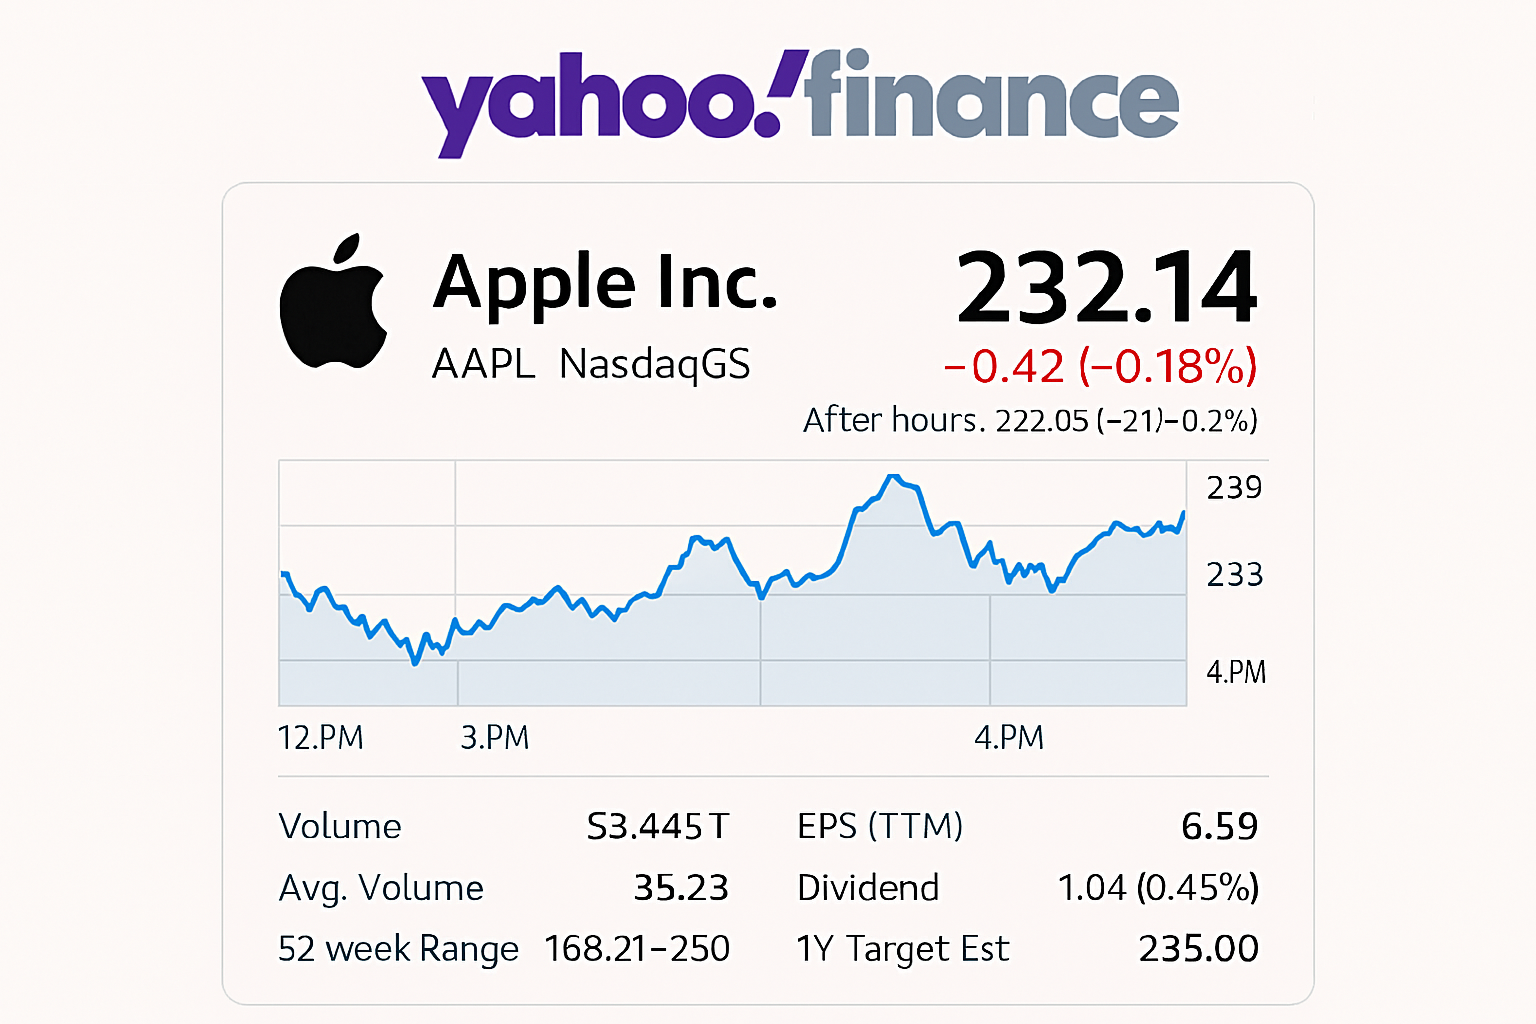 yahoo!finance
Apple Inc.
AAPL NasdaqGS
232.14
−0.42 (−0.18%)
After hours. 222.05 (−21)−0.2%)
239
233
4.PM
12.PM 3.PM 4.PM
Volume S3.445T EPS (TTM) 6.59
Avg. Volume 35.23 Dividend 1.04 (0.45%)
52 week Range 168.21−250 1Y Target Est 235.00